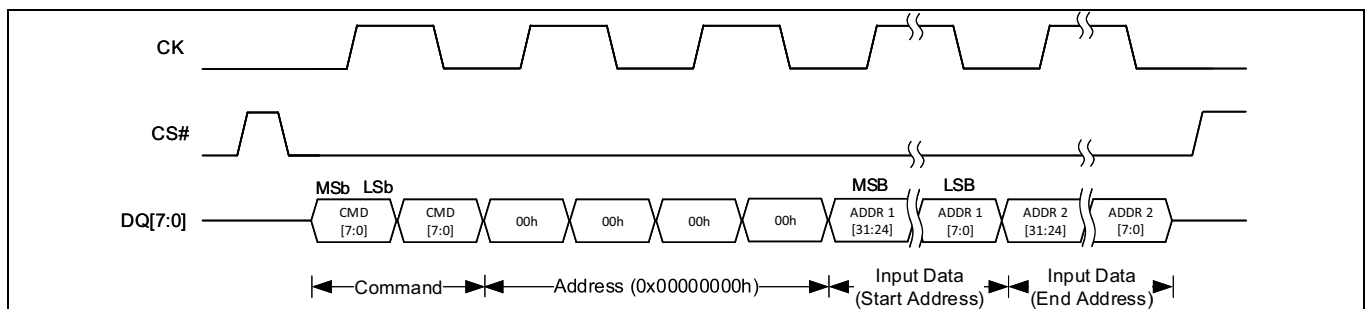 CK
CS#
MSb LSb MSB LSB
DQ[7:0] CMD [7:0] CMD [7:0] 00h 00h 00h 00h ADDR 1 [31:24] ADDR 1 [7:0] ADDR 2 [31:24] ADDR 2 [7:0]
Command Address (0x00000000h) Input Data (Start Address) Input Data (End Address)